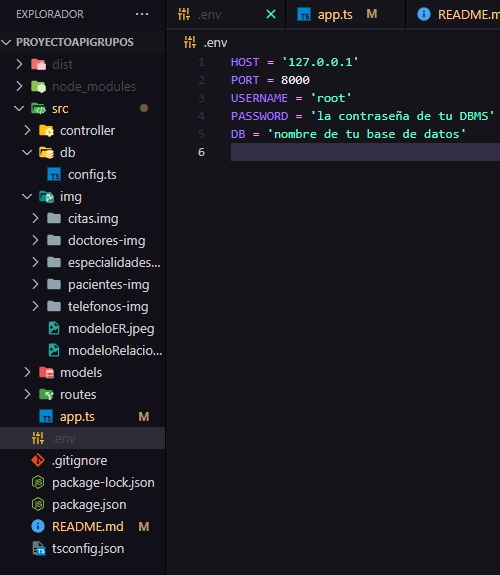 EXPLORADOR ...
.env
app.ts M
README.md
PROYECTOAPIGRUPOS
dist
node_modules
src
controller
db
config.ts
img
citas.img
doctores-img
especialidades...
pacientes-img
telefonos-img
modeloER.jpeg
modeloRelacio...
models
routes
app.ts M
.env
.gitignore
package-lock.json
package.json
README.md M
tsconfig.json
.env
1 HOST = '127.0.0.1'
2 PORT = 8000
3 USERNAME = 'root'
4 PASSWORD = 'la contraseña de tu DBMS'
5 DB = 'nombre de tu base de datos'
6